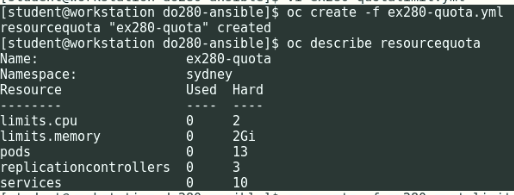 [student@workstation do280-ansible]$ oc create -f ex280-quota.yml
resourcequota "ex280-quota" created
[student@workstation do280-ansible]$ oc describe resourcequota
Name: ex280-quota
Namespace: sydney
Resource Used Hard
-------- ---- ----
limits.cpu 0 2
limits.memory 0 2Gi
pods 0 13
replicationcontrollers 0 3
services 0 10